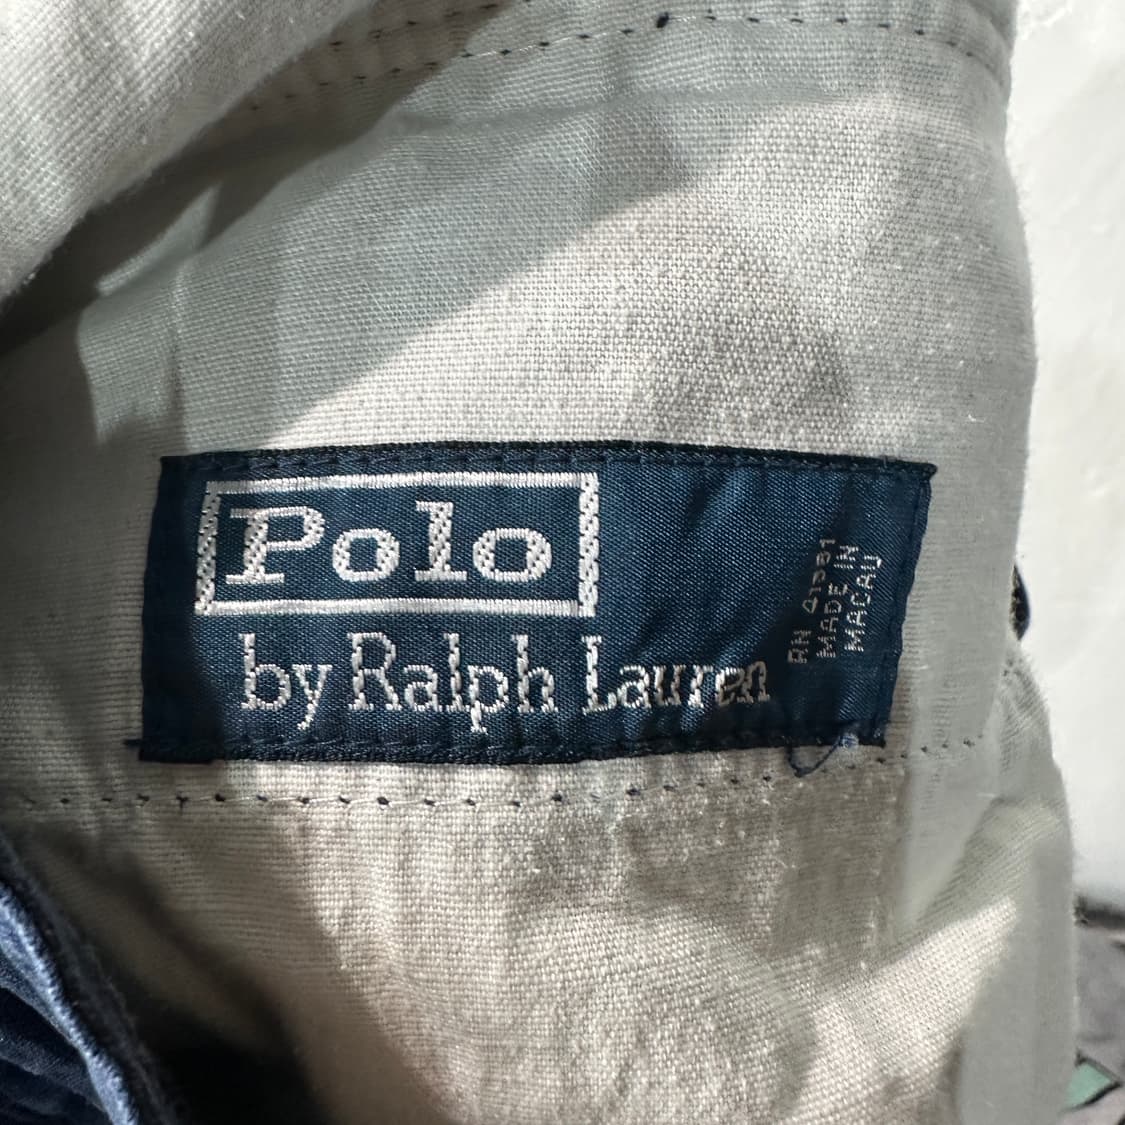 Polo
by Ralph Lauren
RN 41381
MADE IN
MACAU